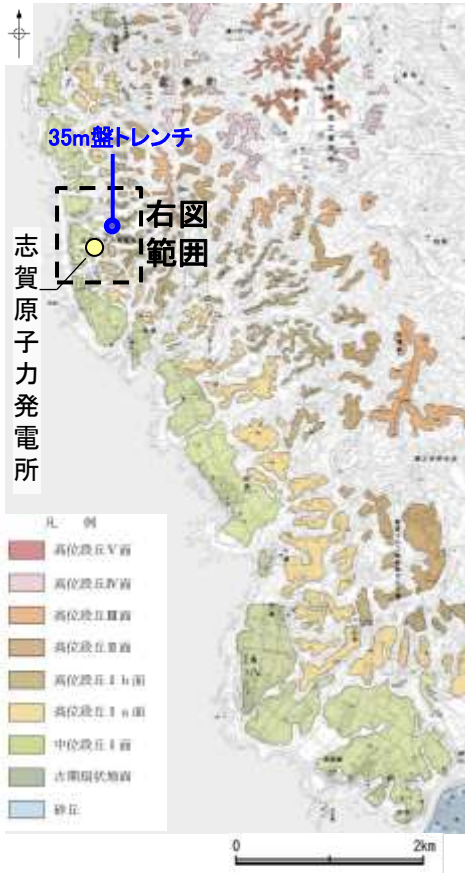 35m盤トレンチ
右図
範囲
志賀原子力発電所
凡 例
高位段丘Ⅴ面
高位段丘Ⅳ面
高位段丘Ⅲ面
高位段丘Ⅱ面
高位段丘Ⅰb面
高位段丘Ⅰa面
中位段丘Ⅰ面
古期扇状地面
砂丘
0 2km